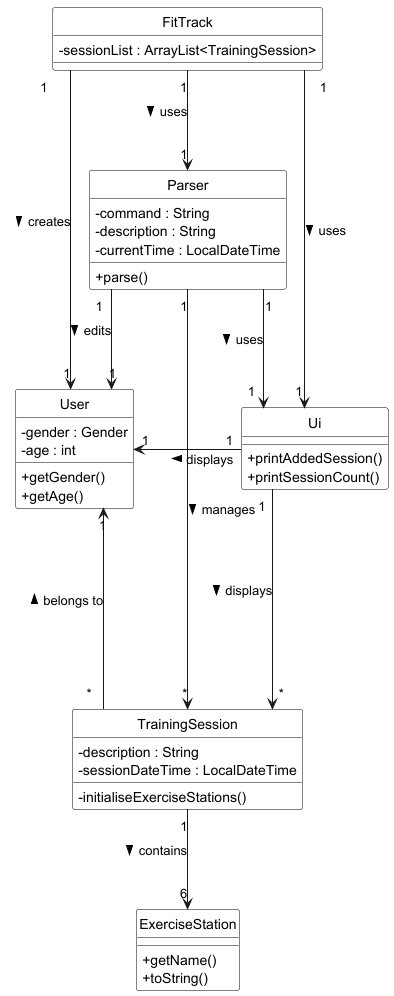 FitTrack
-sessionList : ArrayList<TrainingSession>
1
1
1
uses
1
Parser
-command : String
-description : String
-currentTime : LocalDateTime
+parse()
creates
uses
1
1
1
edits
uses
1
1
1
1
User
-gender : Gender
-age : int
+getGender()
+getAge()
Ui
+printAddedSession()
+printSessionCount()
1
1
displays
manages
1
1
displays
belongs to
*
*
*
TrainingSession
-description : String
-sessionDateTime : LocalDateTime
-initialiseExerciseStations()
1
contains
6
ExerciseStation
+getName()
+toString()